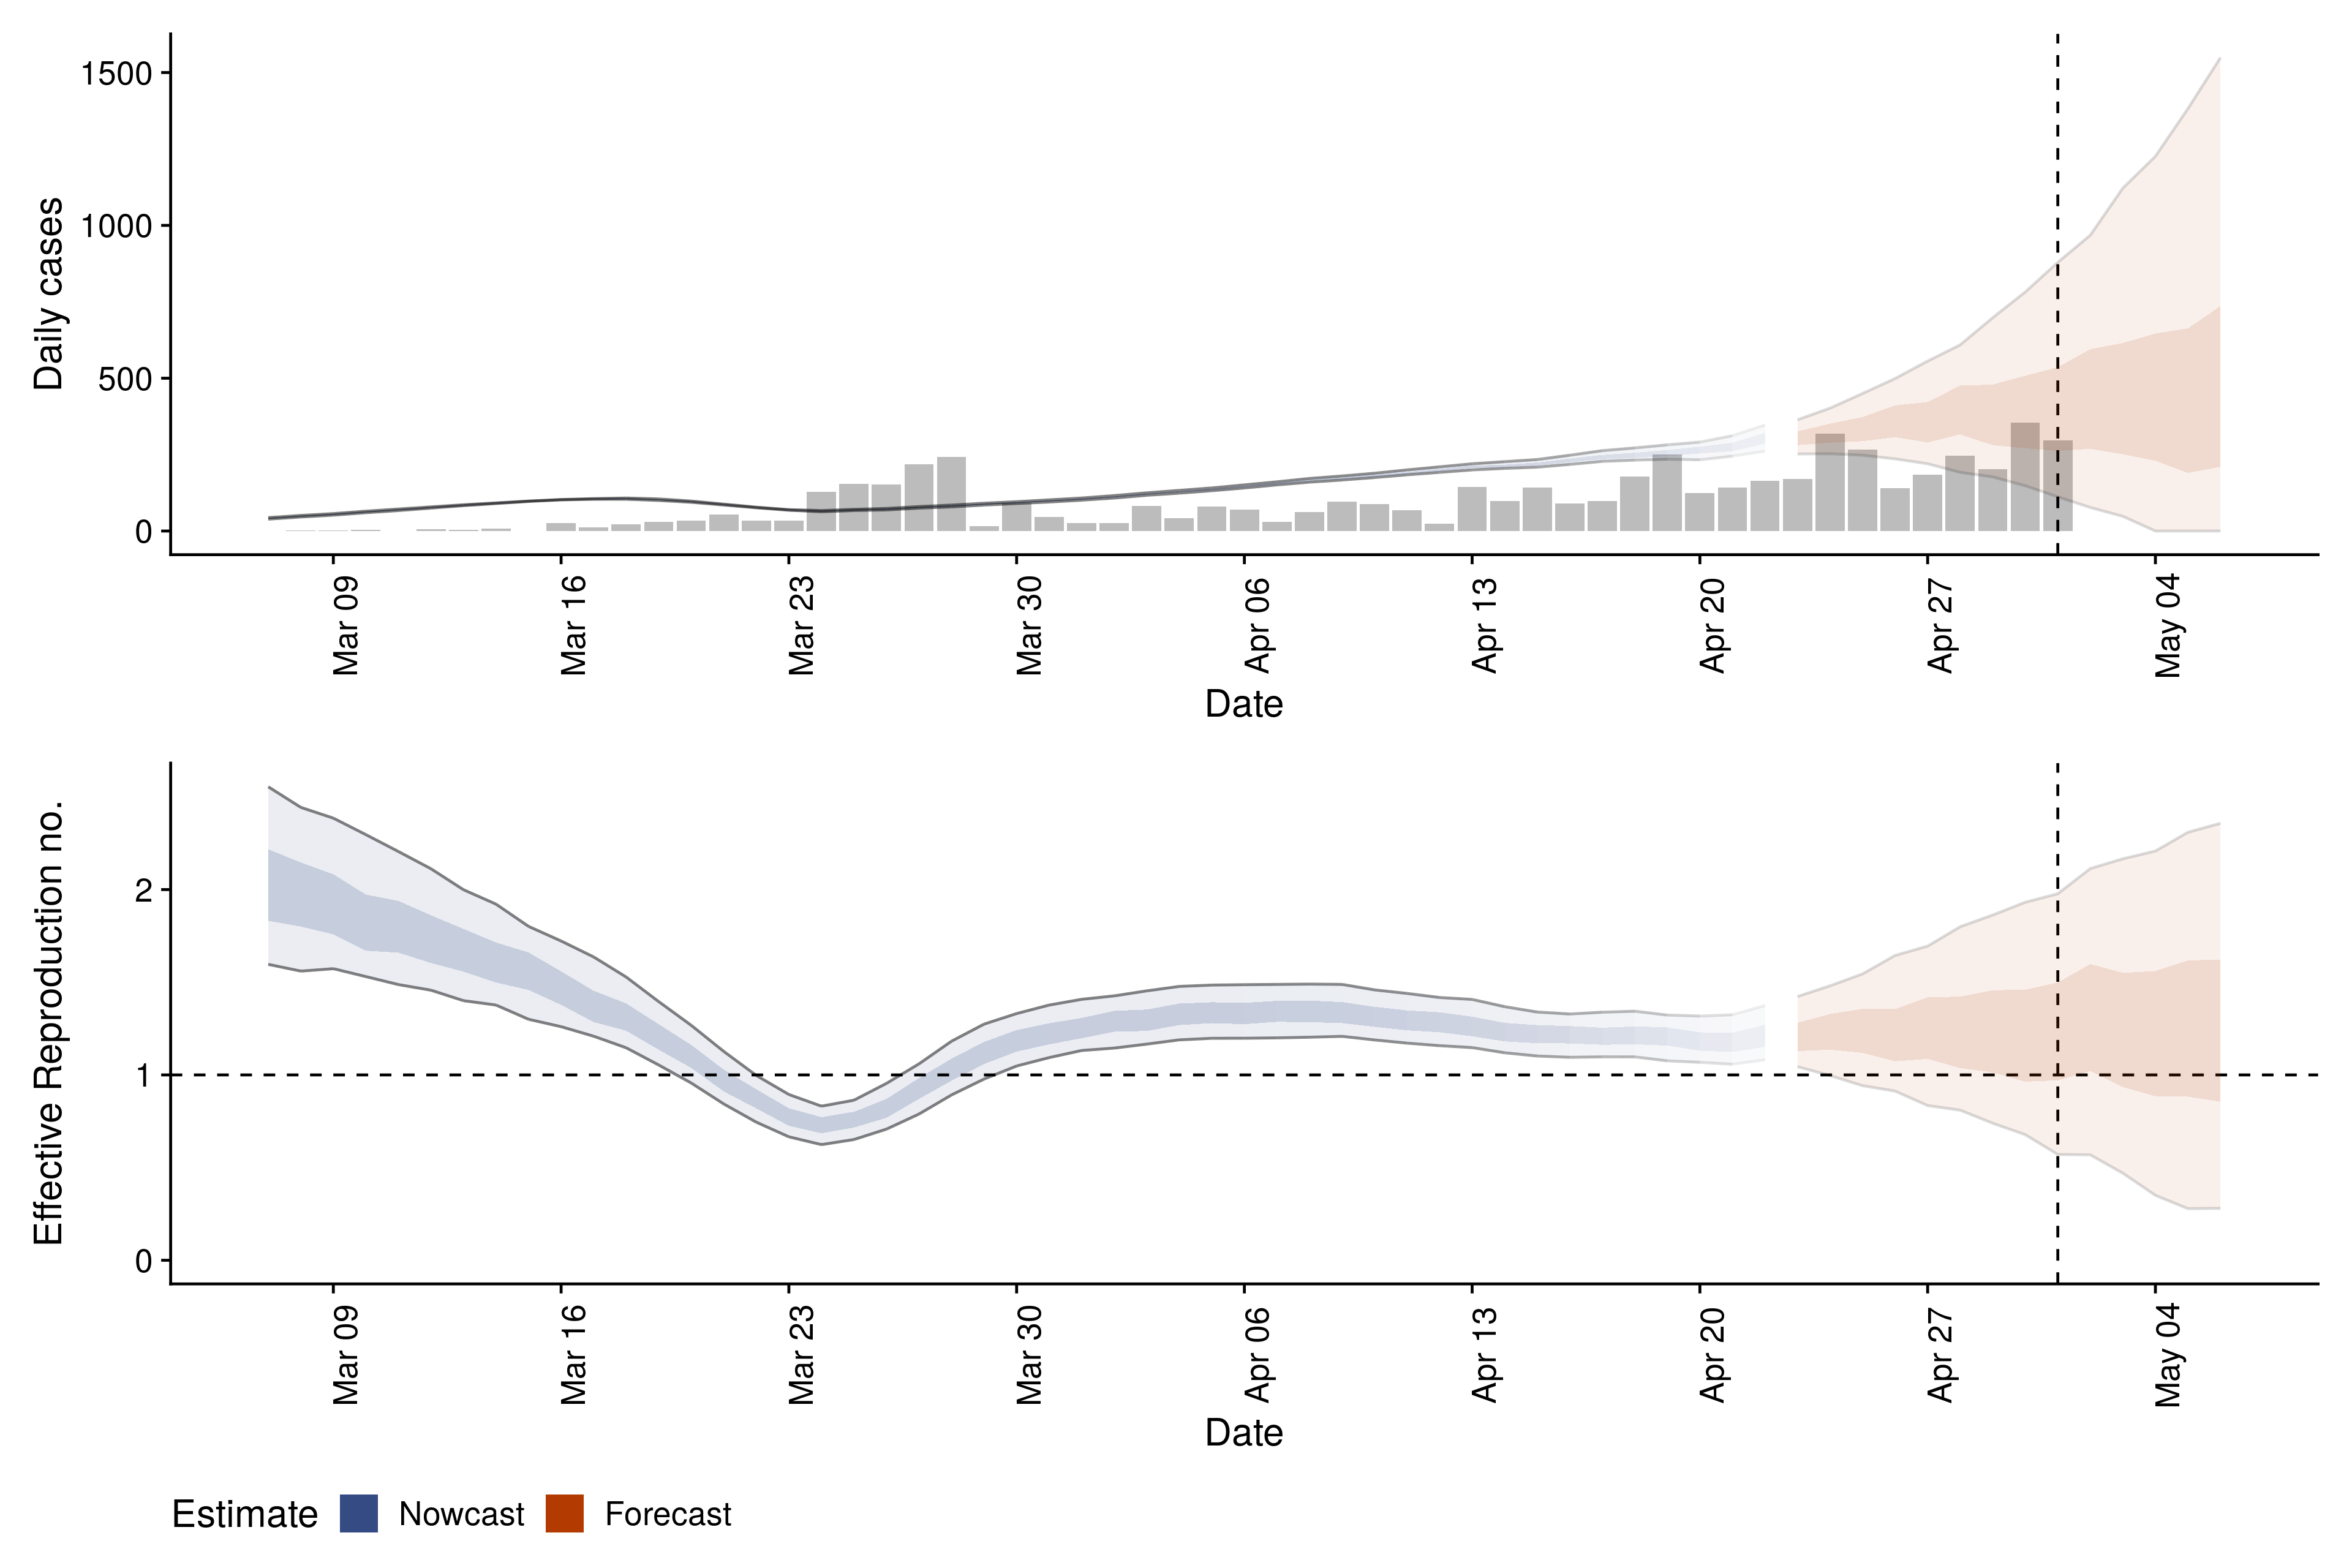 Daily cases
1500
1000
500
0
Mar 09
Mar 16
Mar 23
Mar 30
Apr 06
Apr 13
Apr 20
Apr 27
May 04
Date
Effective Reproduction no.
2
1
0
Mar 09
Mar 16
Mar 23
Mar 30
Apr 06
Apr 13
Apr 20
Apr 27
May 04
Date
Estimate Nowcast Forecast